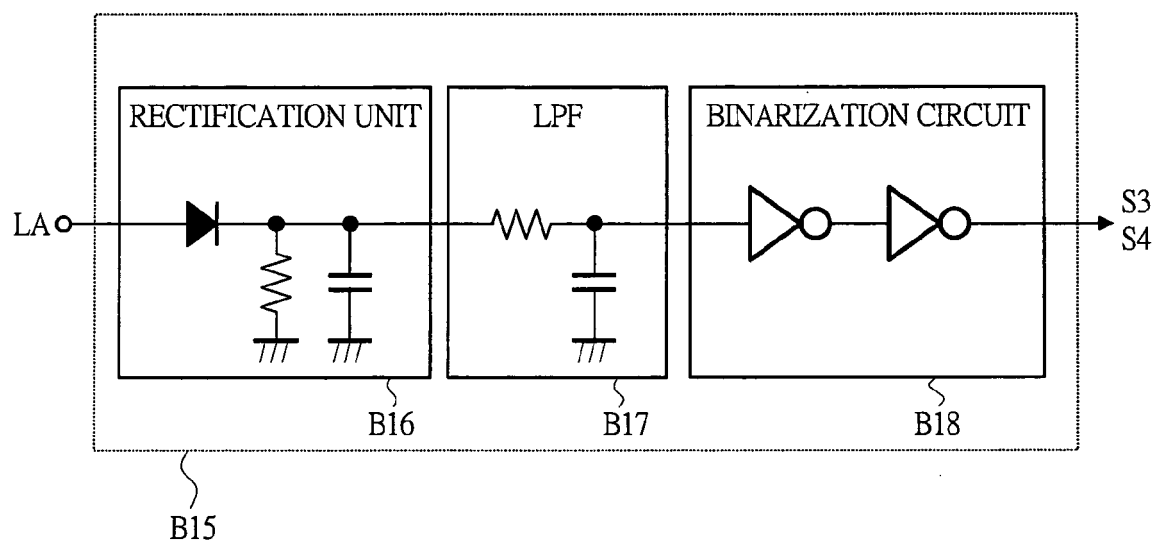 RECTIFICATION UNIT
LPF
BINARIZATION CIRCUIT
LA
S3
S4
B16
B17
B18
B15